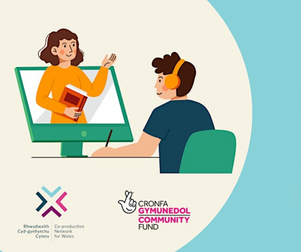 Rhwydwaith
Cyd-gynhyrchu
Cymru
Co-production
Network
for Wales
CRONFA
GYMUNEDOL
COMMUNITY
FUND